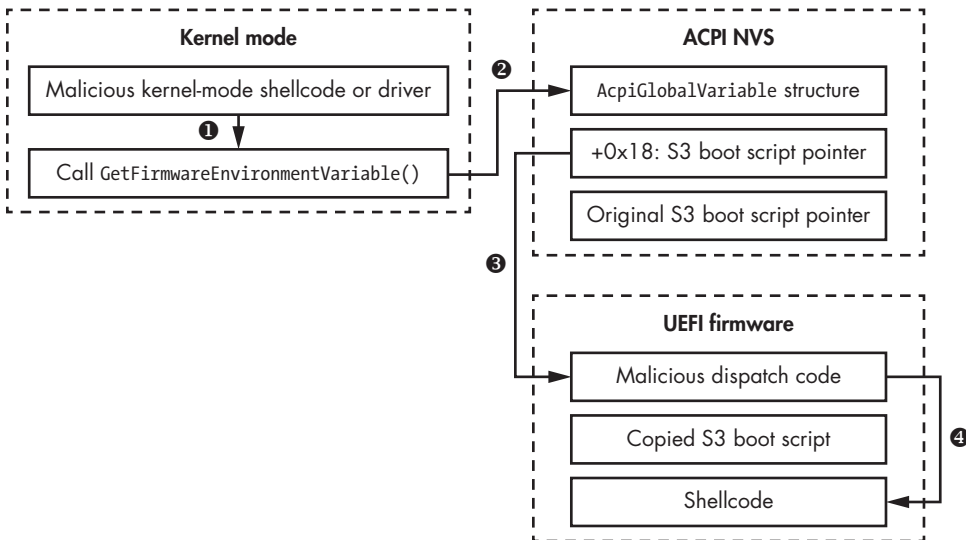 Kernel mode
Malicious kernel-mode shellcode or driver
❶
Call GetFirmwareEnvironmentVariable()
❷
ACPI NVS
AcpiGlobalVariable structure
+0x18: S3 boot script pointer
Original S3 boot script pointer
❸
UEFI firmware
Malicious dispatch code
Copied S3 boot script
❹
Shellcode